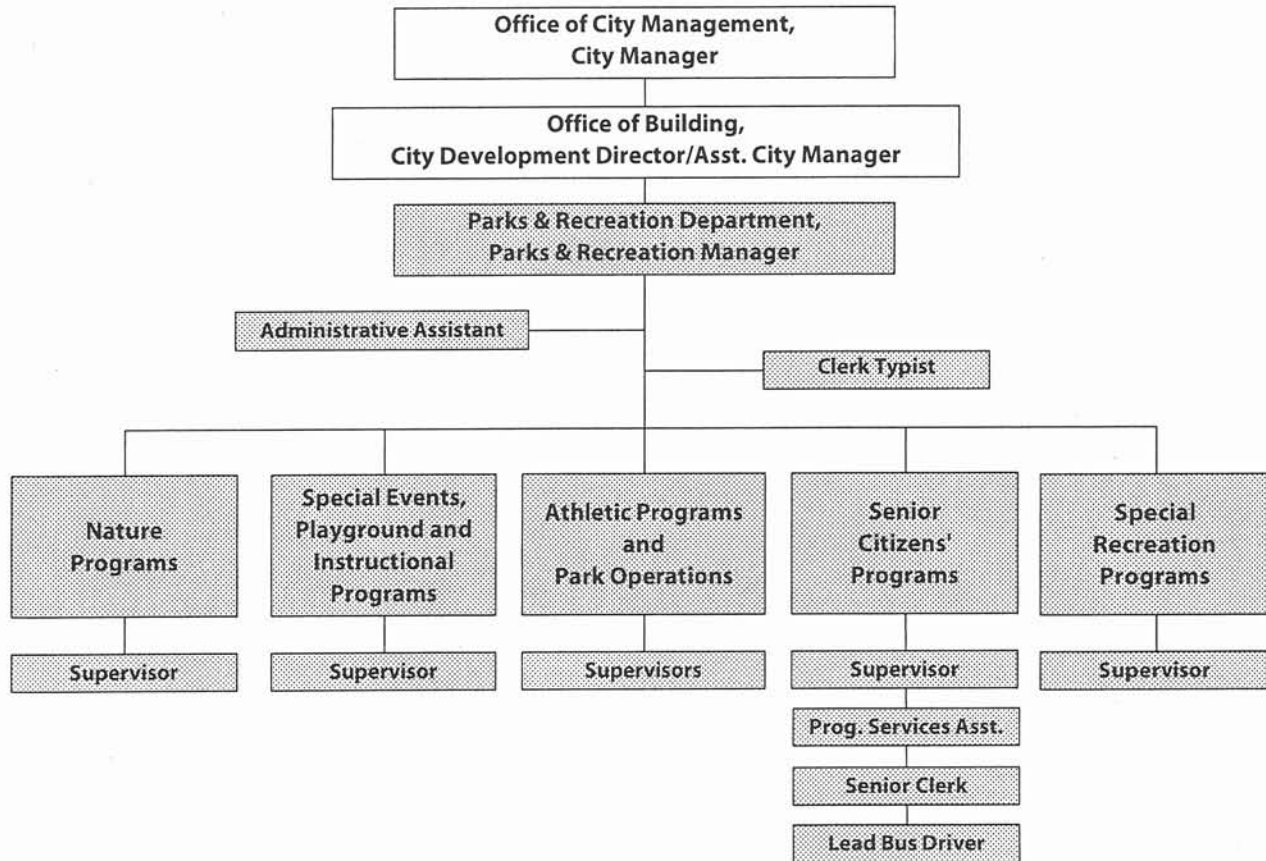 Office of City Management,
City Manager
Office of Building,
City Development Director/Asst. City Manager
Parks & Recreation Department,
Parks & Recreation Manager
Administrative Assistant
Clerk Typist
Nature
Programs
Special Events,
Playground and
Instructional
Programs
Athletic Programs
and
Park Operations
Senior
Citizens'
Programs
Special
Recreation
Programs
Supervisor
Supervisor
Supervisors
Supervisor
Supervisor
Prog. Services Asst.
Senior Clerk
Lead Bus Driver